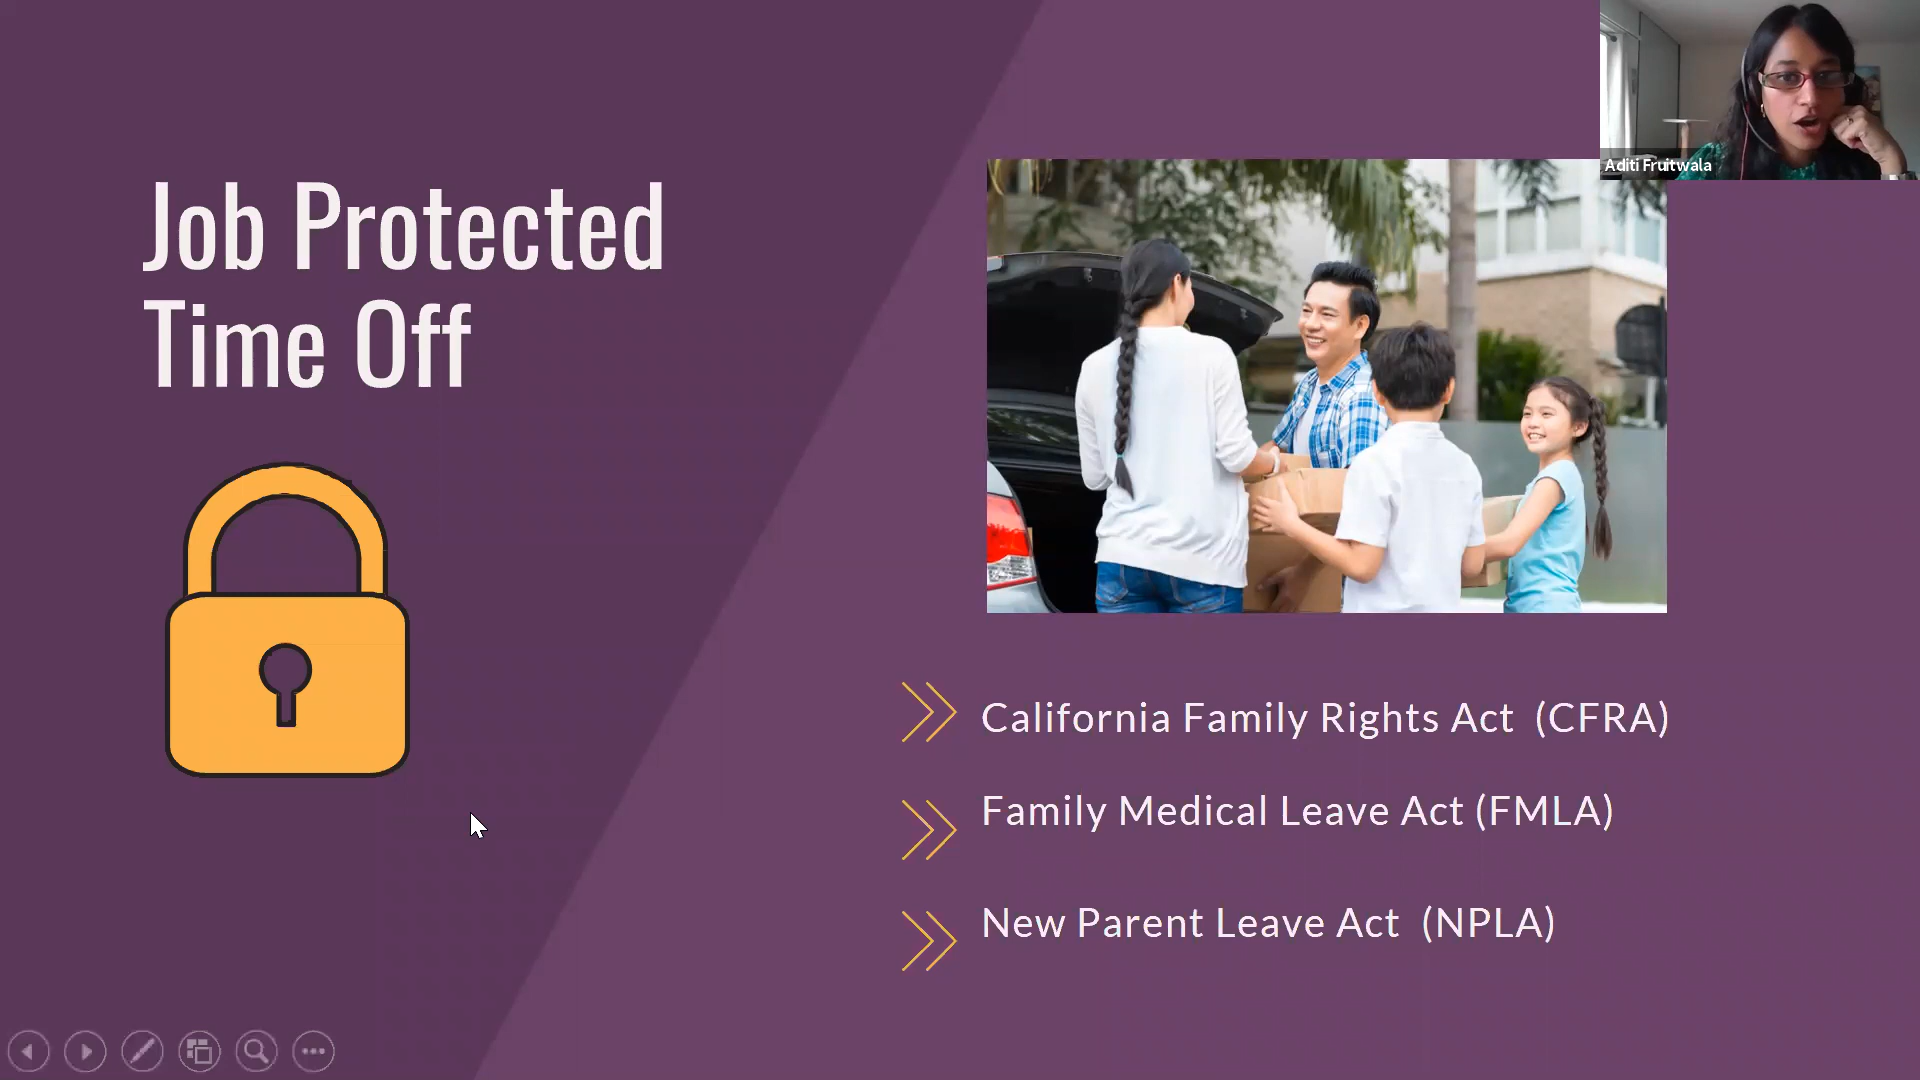 Aditi Fruitwala
Job Protected
Time Off
California Family Rights Act (CFRA)
Family Medical Leave Act (FMLA)
New Parent Leave Act (NPLA)